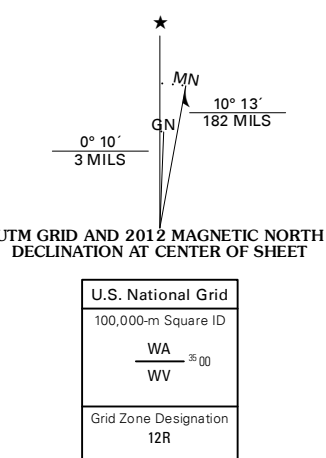 ★
MN
GN
10° 13´
182 MILS
0° 10´
3 MILS
UTM GRID AND 2012 MAGNETIC NORTH
DECLINATION AT CENTER OF SHEET
U.S. National Grid
100,000-m Square ID
WA
35 00
WV
Grid Zone Designation
12R